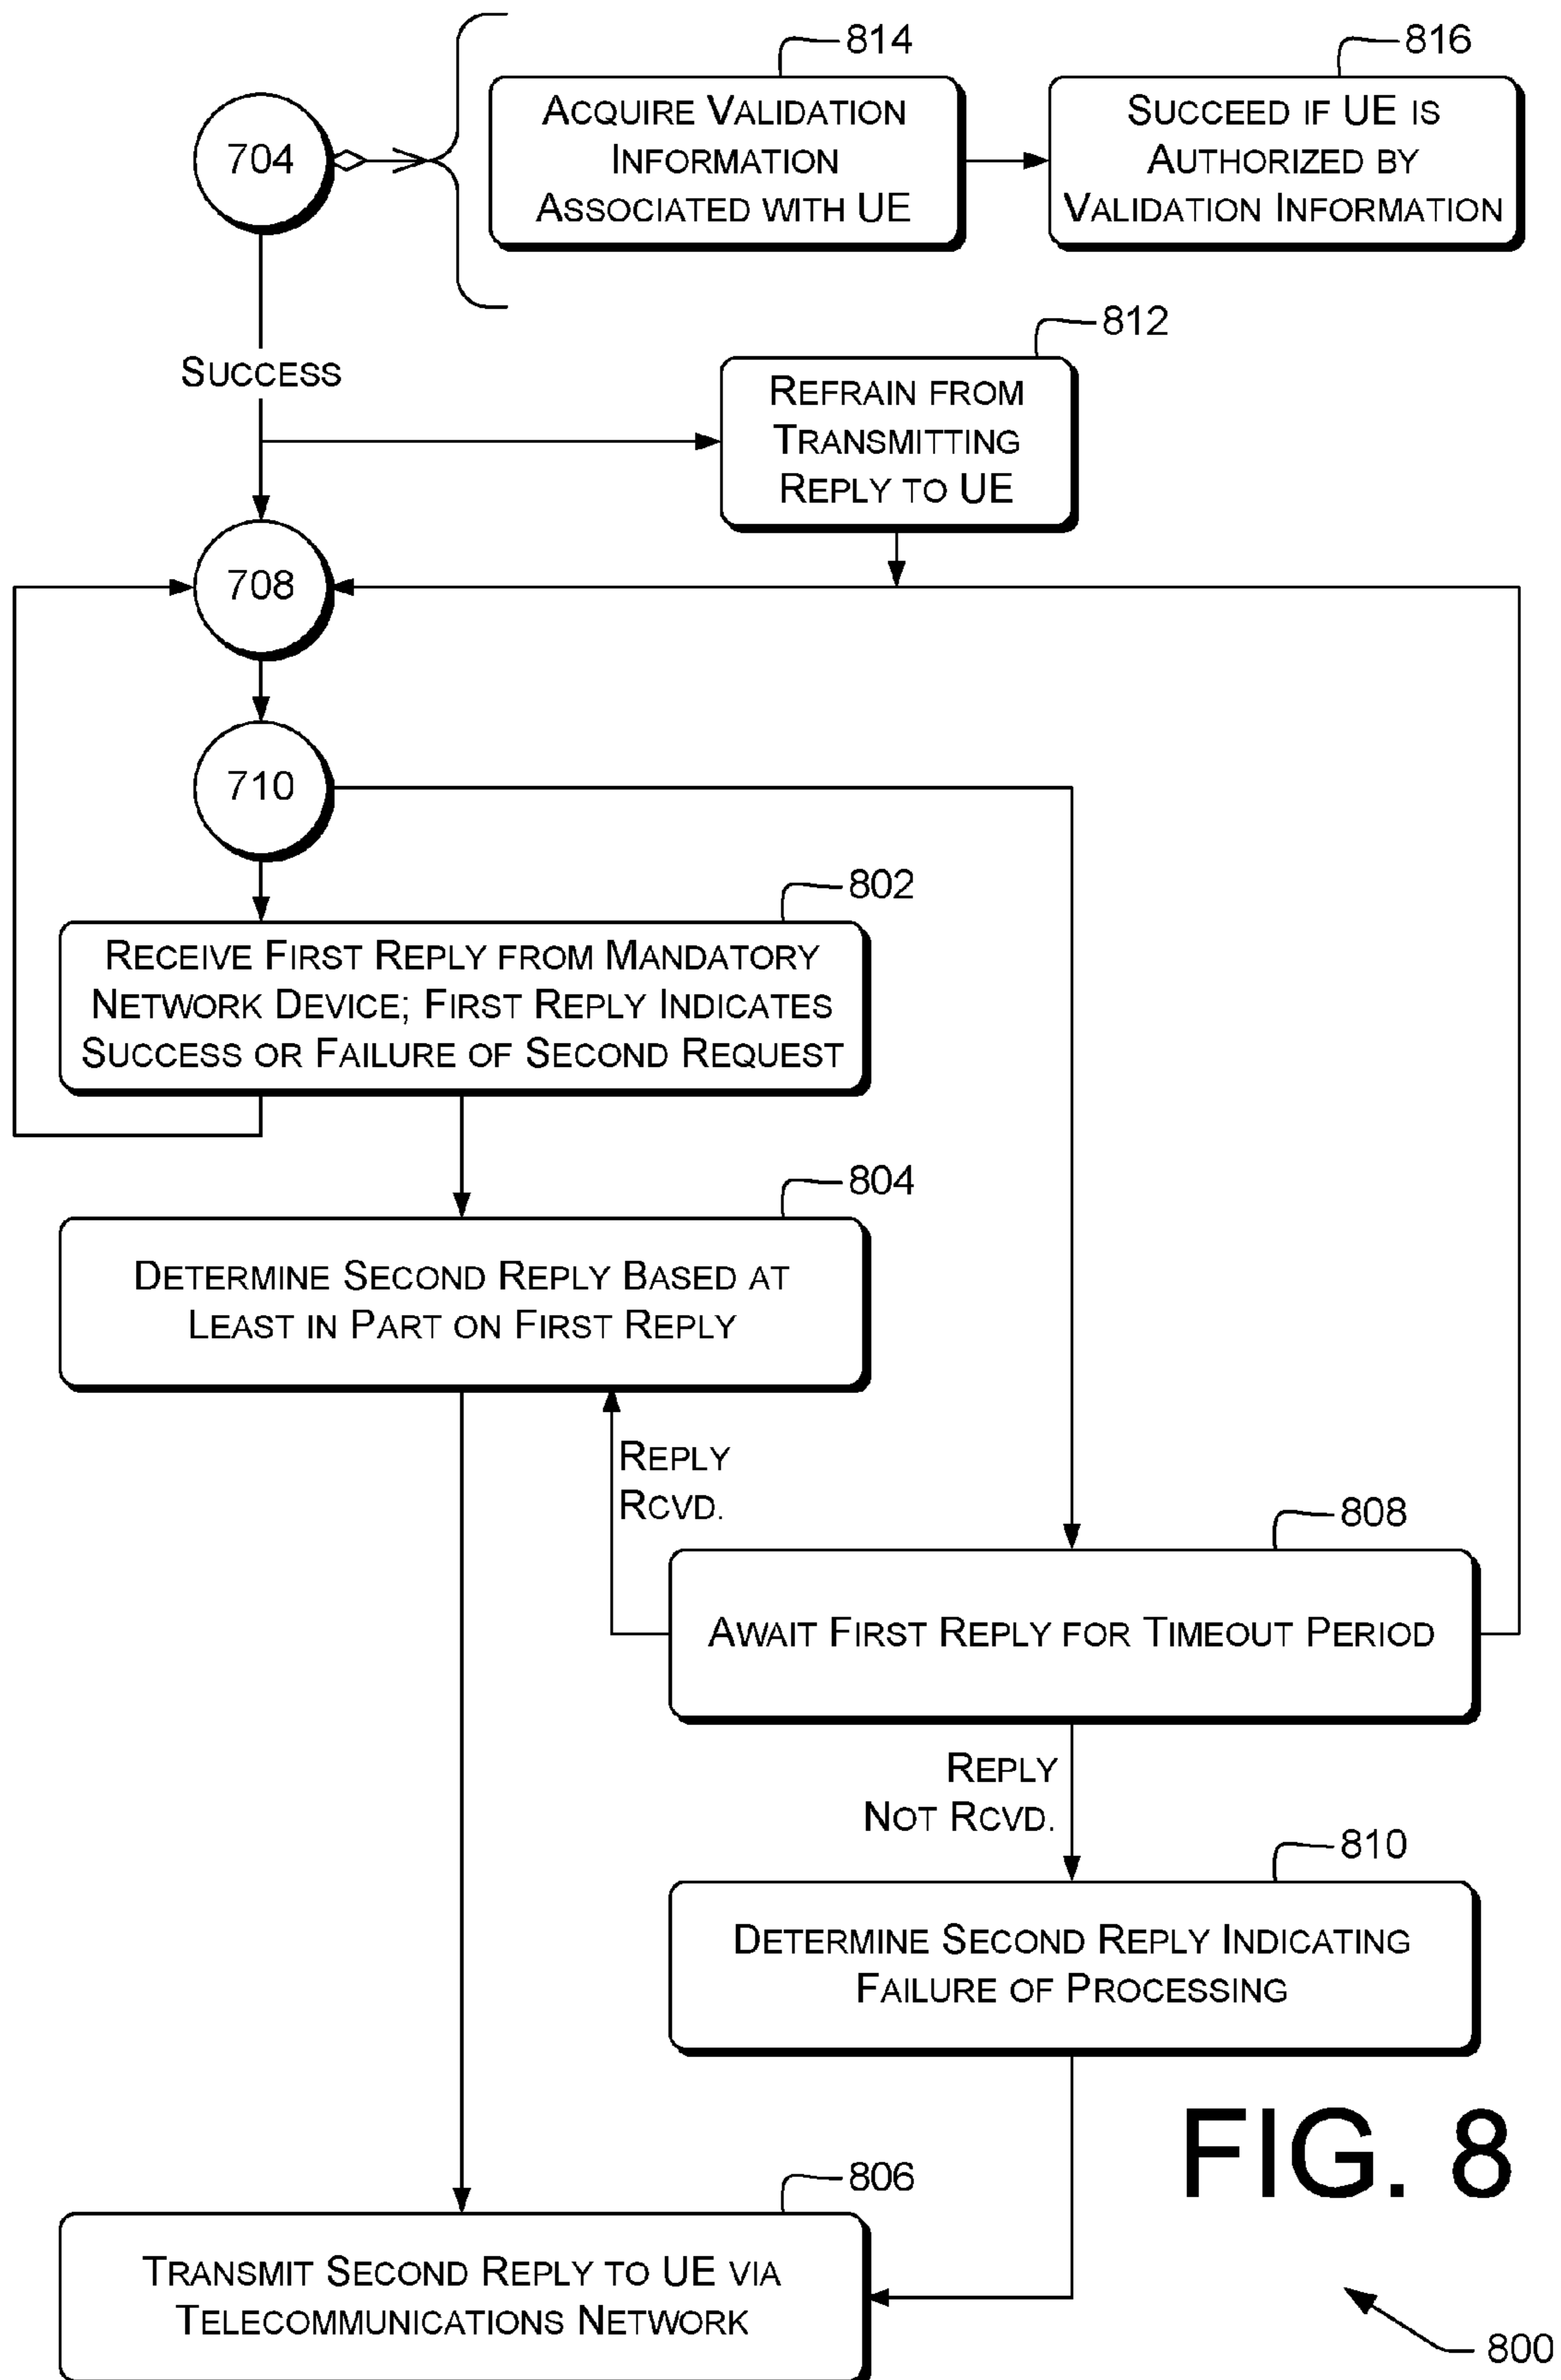 814
816
704
ACQUIRE VALIDATION
INFORMATION
ASSOCIATED WITH UE
SUCCEED IF UE IS
AUTHORIZED BY
VALIDATION INFORMATION
812
SUCCESS
REFRAIN FROM
TRANSMITTING
REPLY TO UE
708
710
802
RECEIVE FIRST REPLY FROM MANDATORY
NETWORK DEVICE; FIRST REPLY INDICATES
SUCCESS OR FAILURE OF SECOND REQUEST
804
DETERMINE SECOND REPLY BASED AT
LEAST IN PART ON FIRST REPLY
REPLY
RCVD.
808
AWAIT FIRST REPLY FOR TIMEOUT PERIOD
REPLY
NOT RCVD.
810
DETERMINE SECOND REPLY INDICATING
FAILURE OF PROCESSING
FIG. 8
806
TRANSMIT SECOND REPLY TO UE VIA
TELECOMMUNICATIONS NETWORK
800